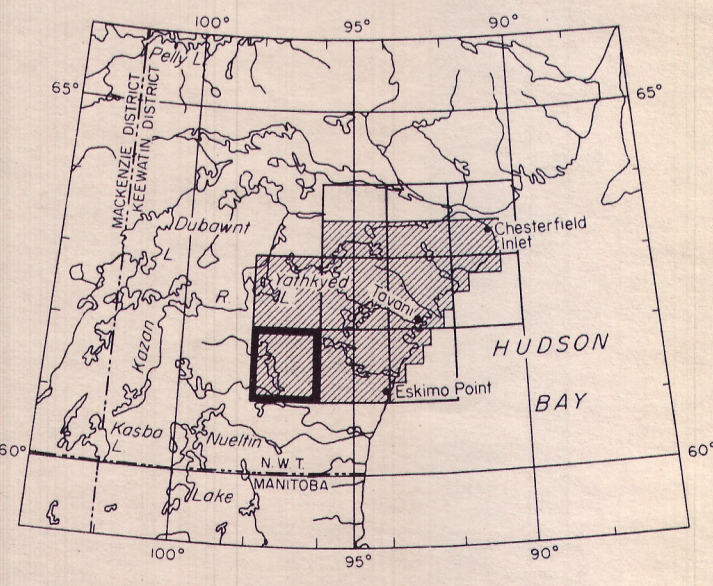 100°
95°
90°
Pelly L.
65°
65°
MACKENZIE DISTRICT
KEEWATIN DISTRICT
Dubawnt
L
Chesterfield
Inlet
Yathkyed
L.
R.
Tavani
Kazan
HUDSON
BAY
Eskimo Point
Kasba
L
Nueltin
60°
60°
N.W.T.
MANITOBA
Lake
100°
95°
90°